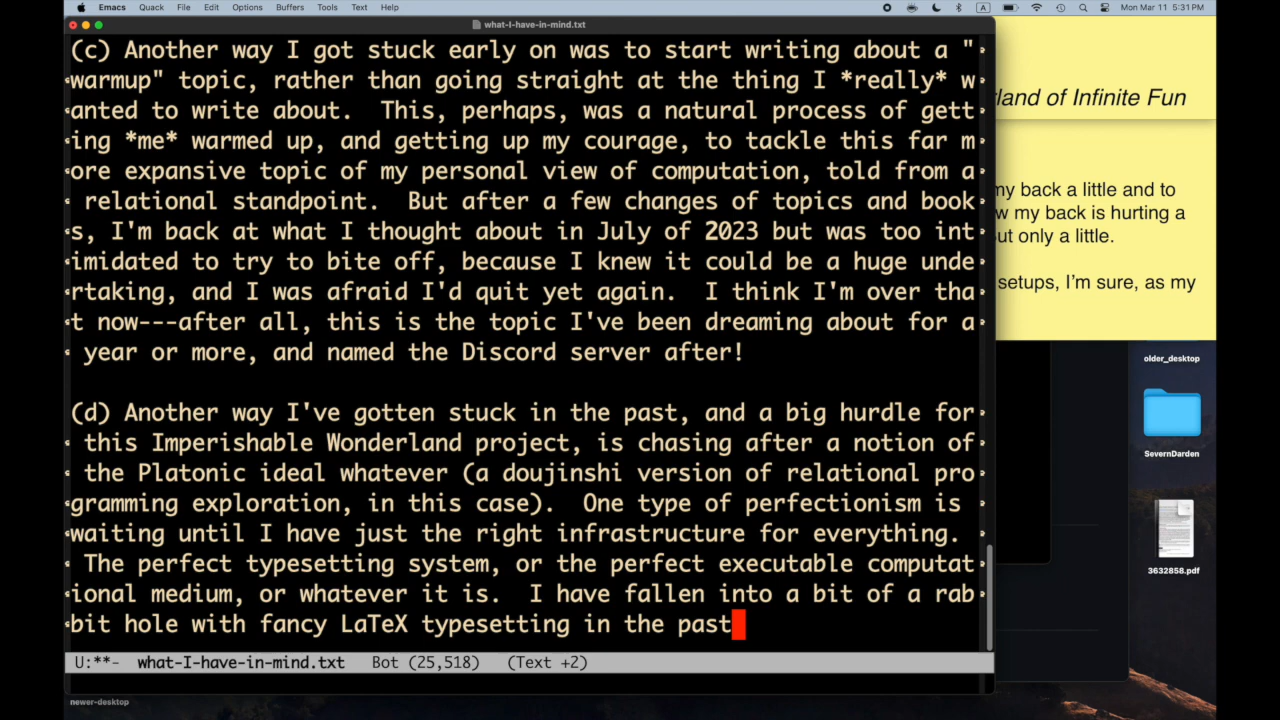 Emacs Quack File Edit Options Buffers Tools Text Help
A
Mon Mar 11 5:31 PM
what-I-have-in-mind.txt
(c) Another way I got stuck early on was to start writing about a "
warmup" topic, rather than going straight at the thing I *really* w
anted to write about.  This, perhaps, was a natural process of gett
ing *me* warmed up, and getting up my courage, to tackle this far m
ore expansive topic of my personal view of computation, told from a
 relational standpoint.  But after a few changes of topics and book
s, I'm back at what I thought about in July of 2023 but was too int
imidated to try to bite off, because I knew it could be a huge unde
rtaking, and I was afraid I'd quit yet again.  I think I'm over tha
t now---after all, this is the topic I've been dreaming about for a
 year or more, and named the Discord server after!
(d) Another way I've gotten stuck in the past, and a big hurdle for
 this Imperishable Wonderland project, is chasing after a notion of
 the Platonic ideal whatever (a doujinshi version of relational pro
gramming exploration, in this case).  One type of perfectionism is
waiting until I have just the right infrastructure for everything.
 The perfect typesetting system, or the perfect executable computat
ional medium, or whatever it is.  I have fallen into a bit of a rab
bit hole with fancy LaTeX typesetting in the past
U:**-  what-I-have-in-mind.txt   Bot (25,518)   (Text +2)
land of Infinite Fun
my back a little and to
w my back is hurting a
ut only a little.
setups, I'm sure, as my
older_desktop
SevernDarden
3632858.pdf
newer-desktop